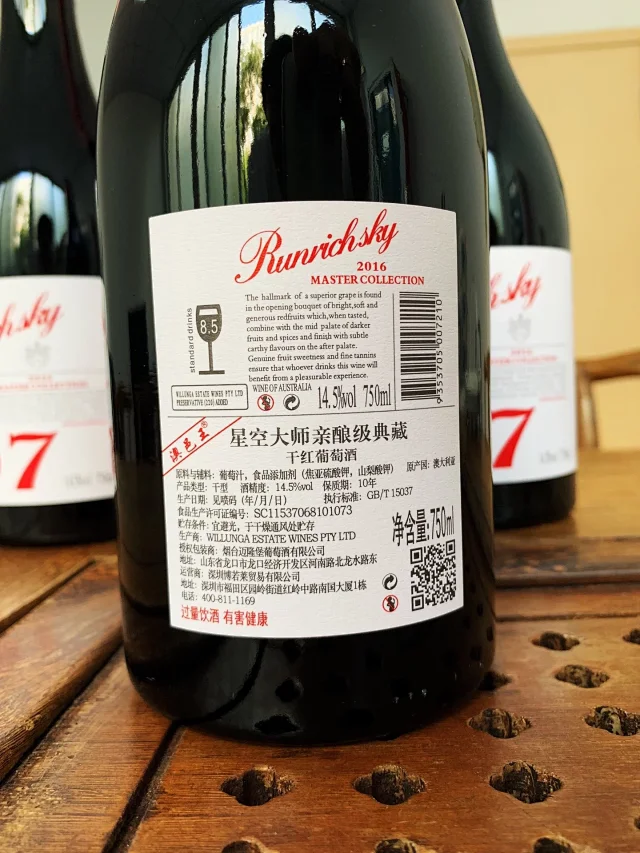 Runrichsky
2016
MASTER COLLECTION
The hallmark of a superior grape is found
in the opening bouquet of bright,soft and
generous redfruits which,when tasted,
combine with the mid palate of darker
fruits and spices and finish with subtle
earthy flavours on the after palate.
Genuine fruit sweetness and fine tannins
ensure that whoever drinks this wine will
benefit from a pleasurable experience.
standard drinks
8.5
WILLUNGA ESTATE WINES PTY LTD
PRESERVATIVE (220) ADDED
WINE OF AUSTRALIA
14.5%vol 750ml
9353705007210
澳邑王®
星空大师亲酿级典藏
干红葡萄酒
原料与辅料：葡萄汁，食品添加剂（焦亚硫酸钾，山梨酸钾） 原产国：澳大利亚
产品类型：干型 酒精度：14.5%vol 保质期：10年
生产日期：见喷码（年/月/日） 执行标准：GB/T 15037
食品生产许可证编号：SC11537068101073
贮存条件：宜避光，于干燥通风处贮存
生产商：WILLUNGA ESTATE WINES PTY LTD
授权包装商：烟台迈隆堡葡萄酒有限公司
地址：山东省龙口市龙口经济开发区河南路北龙水路东
运营商：深圳博若莱贸易有限公司
地址：深圳市福田区园岭街道红岭中路南国大厦1栋
电话：400-811-1169
净含量:750ml
过量饮酒 有害健康
hsky
7
sky
7